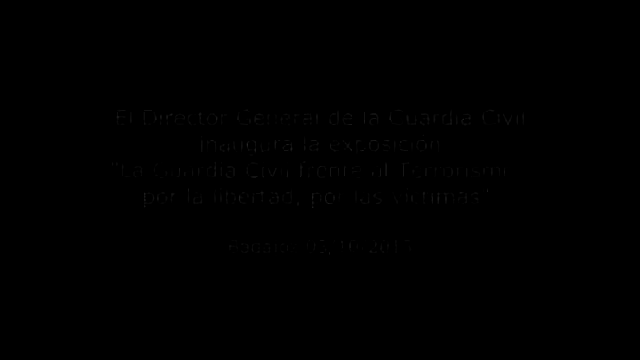 El Director General de la Guardia Civil
inaugura la exposición
"La Guardia Civil frente al Terrorismo
por la libertad, por las víctimas"
2015